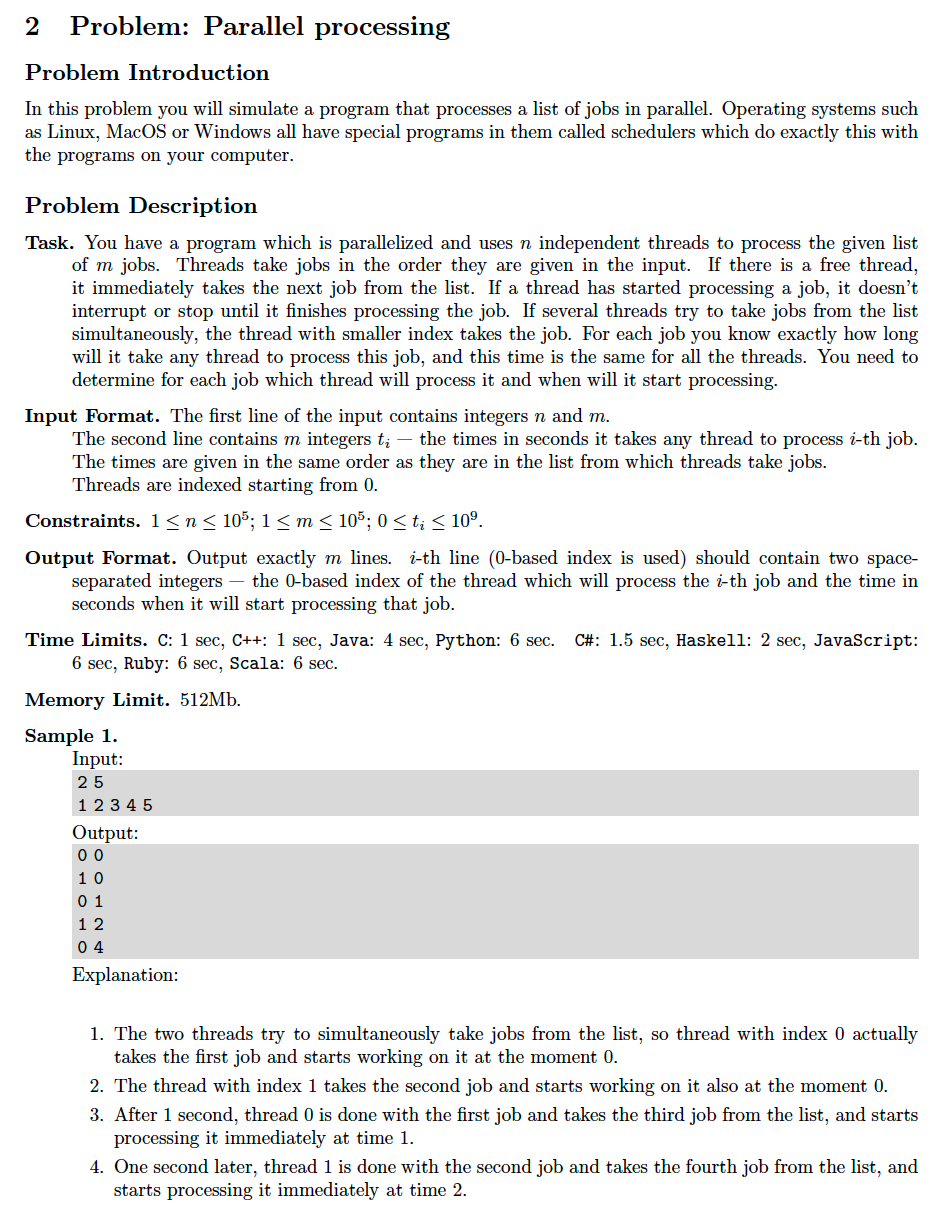 2 Problem: Parallel processing
Problem Introduction
In this problem you will simulate a program that processes a list of jobs in parallel. Operating systems such
as Linux, MacOS or Windows all have special programs in them called schedulers which do exactly this with
the programs on your computer.
Problem Description
Task. You have a program which is parallelized and uses n independent threads to process the given list
of m jobs. Threads take jobs in the order they are given in the input. If there is a free thread,
it immediately takes the next job from the list. If a thread has started processing a job, it doesn’t
interrupt or stop until it finishes processing the job. If several threads try to take jobs from the list
simultaneously, the thread with smaller index takes the job. For each job you know exactly how long
will it take any thread to process this job, and this time is the same for all the threads. You need to
determine for each job which thread will process it and when will it start processing.
Input Format. The first line of the input contains integers n and m.
The second line contains m integers tᵢ — the times in seconds it takes any thread to process i-th job.
The times are given in the same order as they are in the list from which threads take jobs.
Threads are indexed starting from 0.
Constraints. 1 ≤ n ≤ 10⁵; 1 ≤ m ≤ 10⁵; 0 ≤ tᵢ ≤ 10⁹.
Output Format. Output exactly m lines. i-th line (0-based index is used) should contain two space-
separated integers — the 0-based index of the thread which will process the i-th job and the time in
seconds when it will start processing that job.
Time Limits. C: 1 sec, C++: 1 sec, Java: 4 sec, Python: 6 sec. C#: 1.5 sec, Haskell: 2 sec, JavaScript:
6 sec, Ruby: 6 sec, Scala: 6 sec.
Memory Limit. 512Mb.
Sample 1.
Input:
2 5
1 2 3 4 5
Output:
0 0
1 0
0 1
1 2
0 4
Explanation:
1. The two threads try to simultaneously take jobs from the list, so thread with index 0 actually
takes the first job and starts working on it at the moment 0.
2. The thread with index 1 takes the second job and starts working on it also at the moment 0.
3. After 1 second, thread 0 is done with the first job and takes the third job from the list, and starts
processing it immediately at time 1.
4. One second later, thread 1 is done with the second job and takes the fourth job from the list, and
starts processing it immediately at time 2.